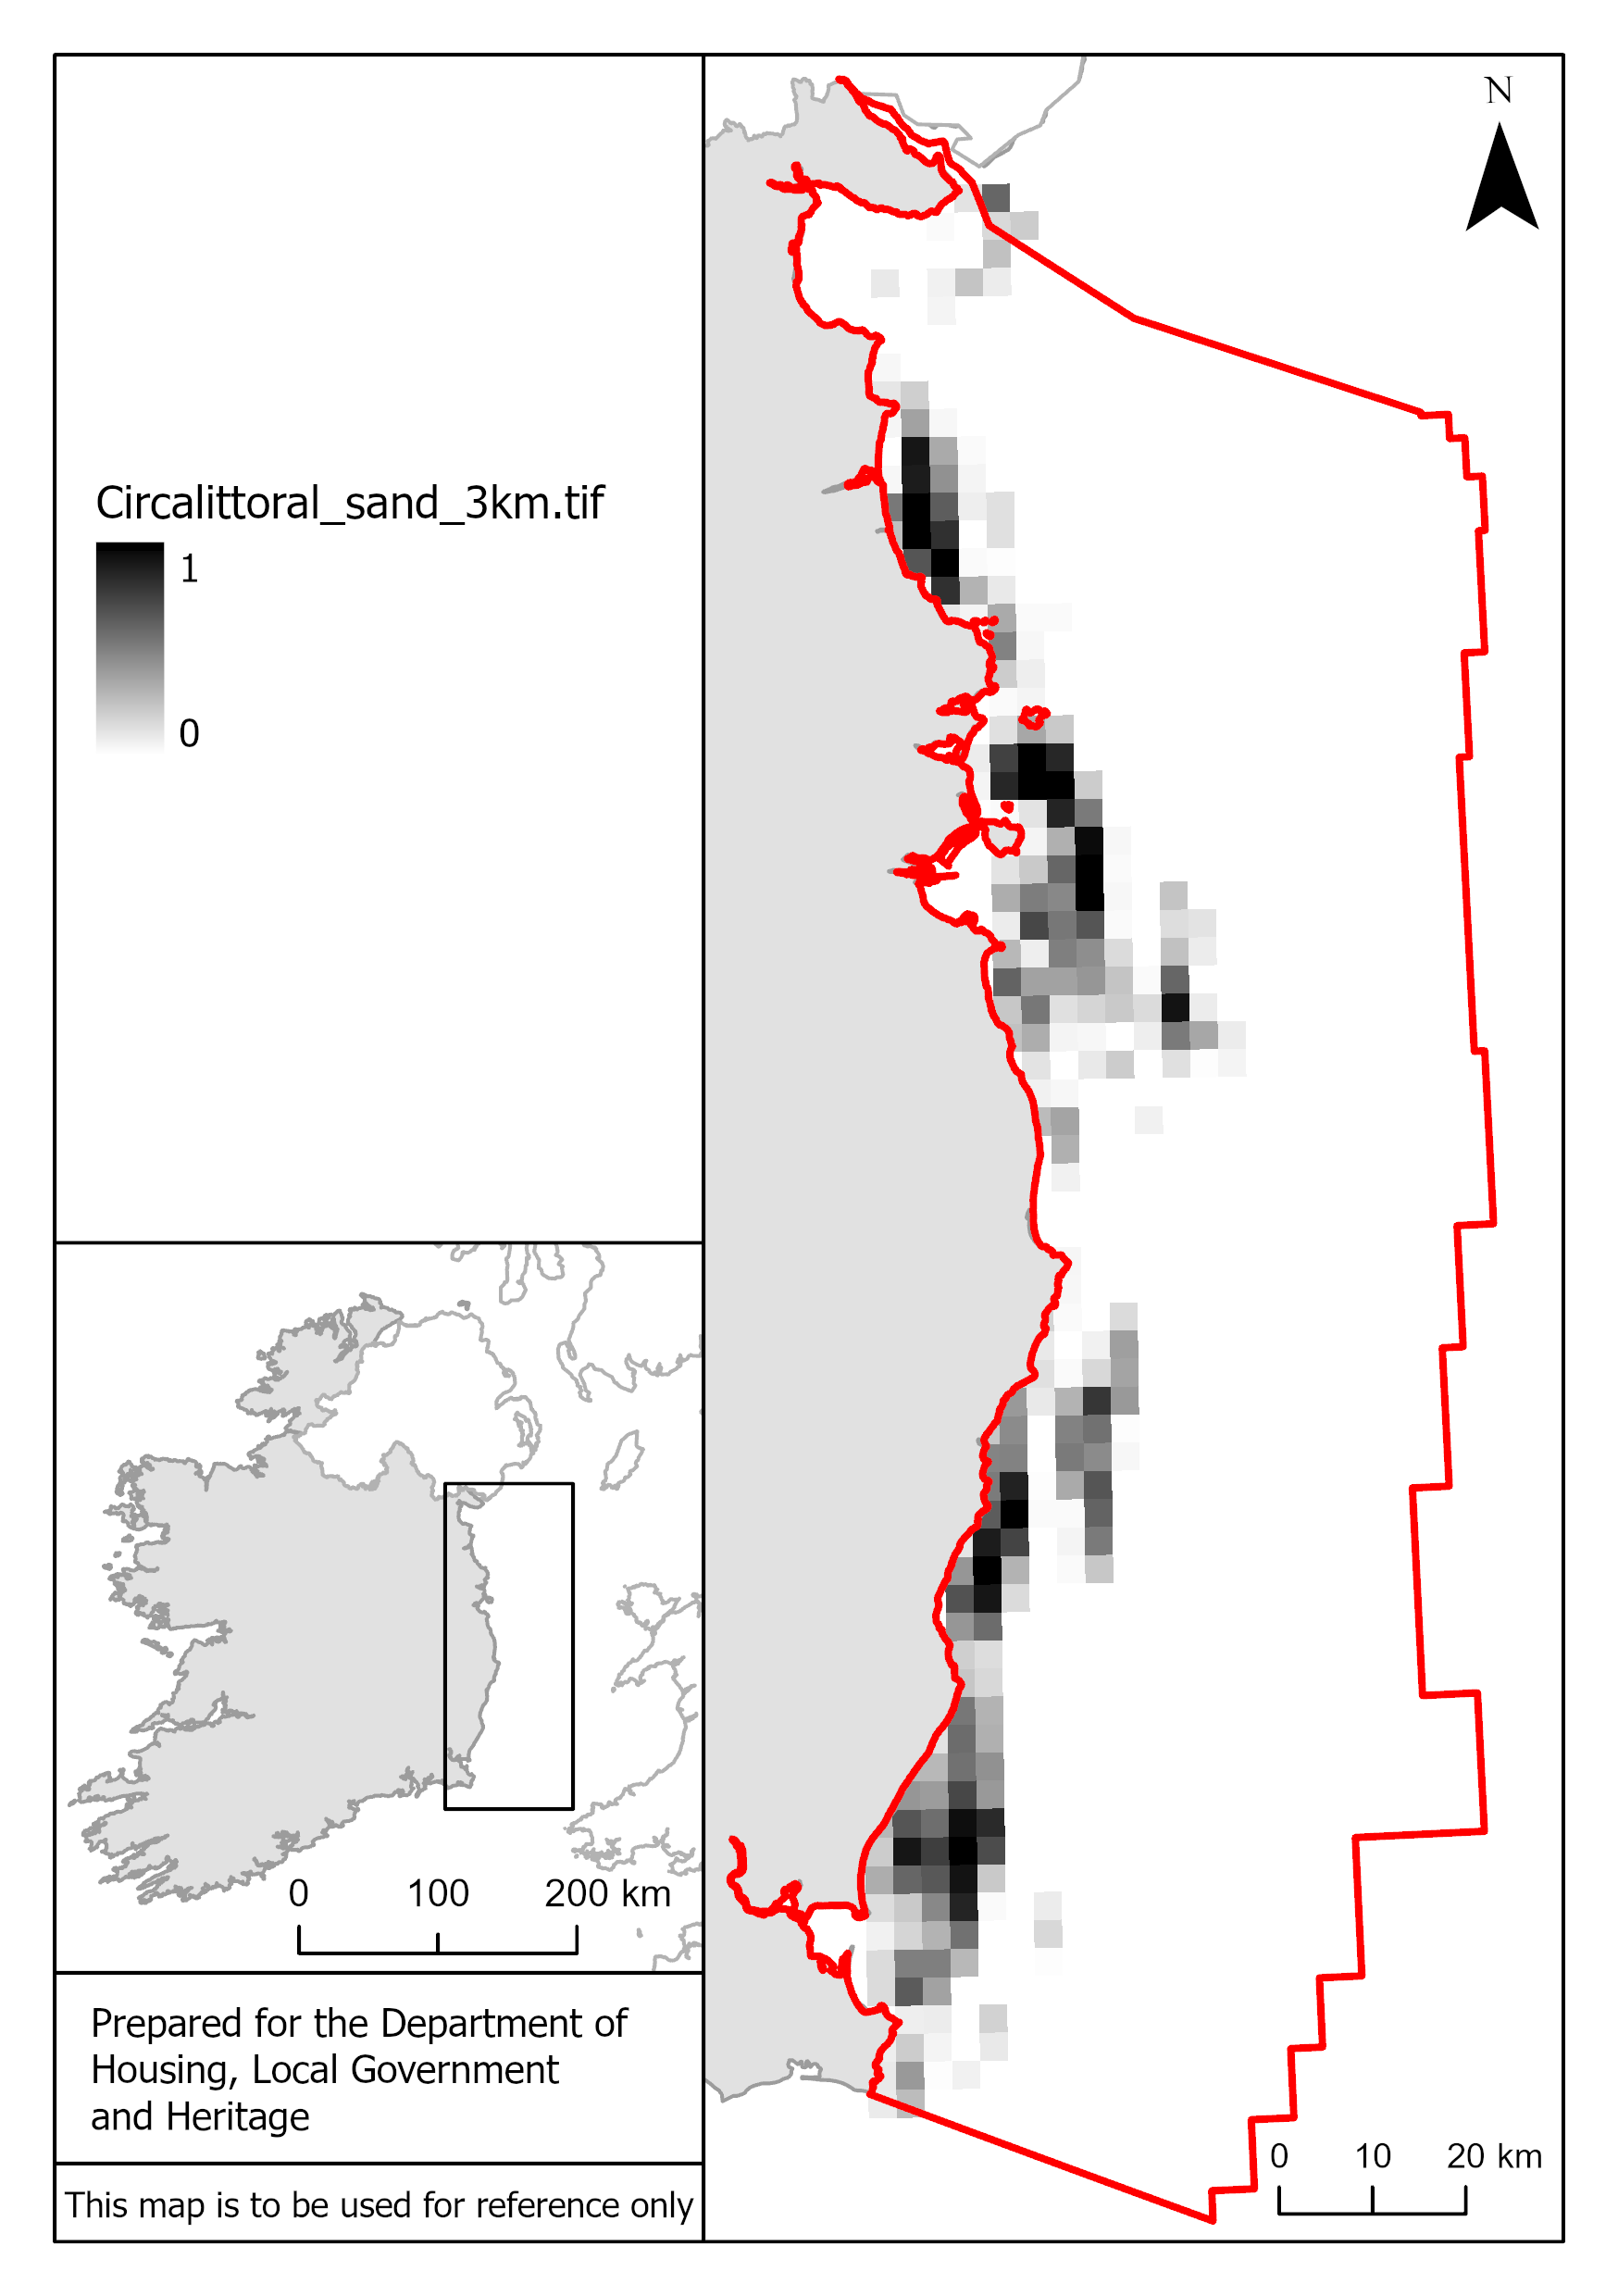 N
Circalittoral_sand_3km.tif
1
0
0 100 200 km
Prepared for the Department of
Housing, Local Government
and Heritage
This map is to be used for reference only
0 10 20 km